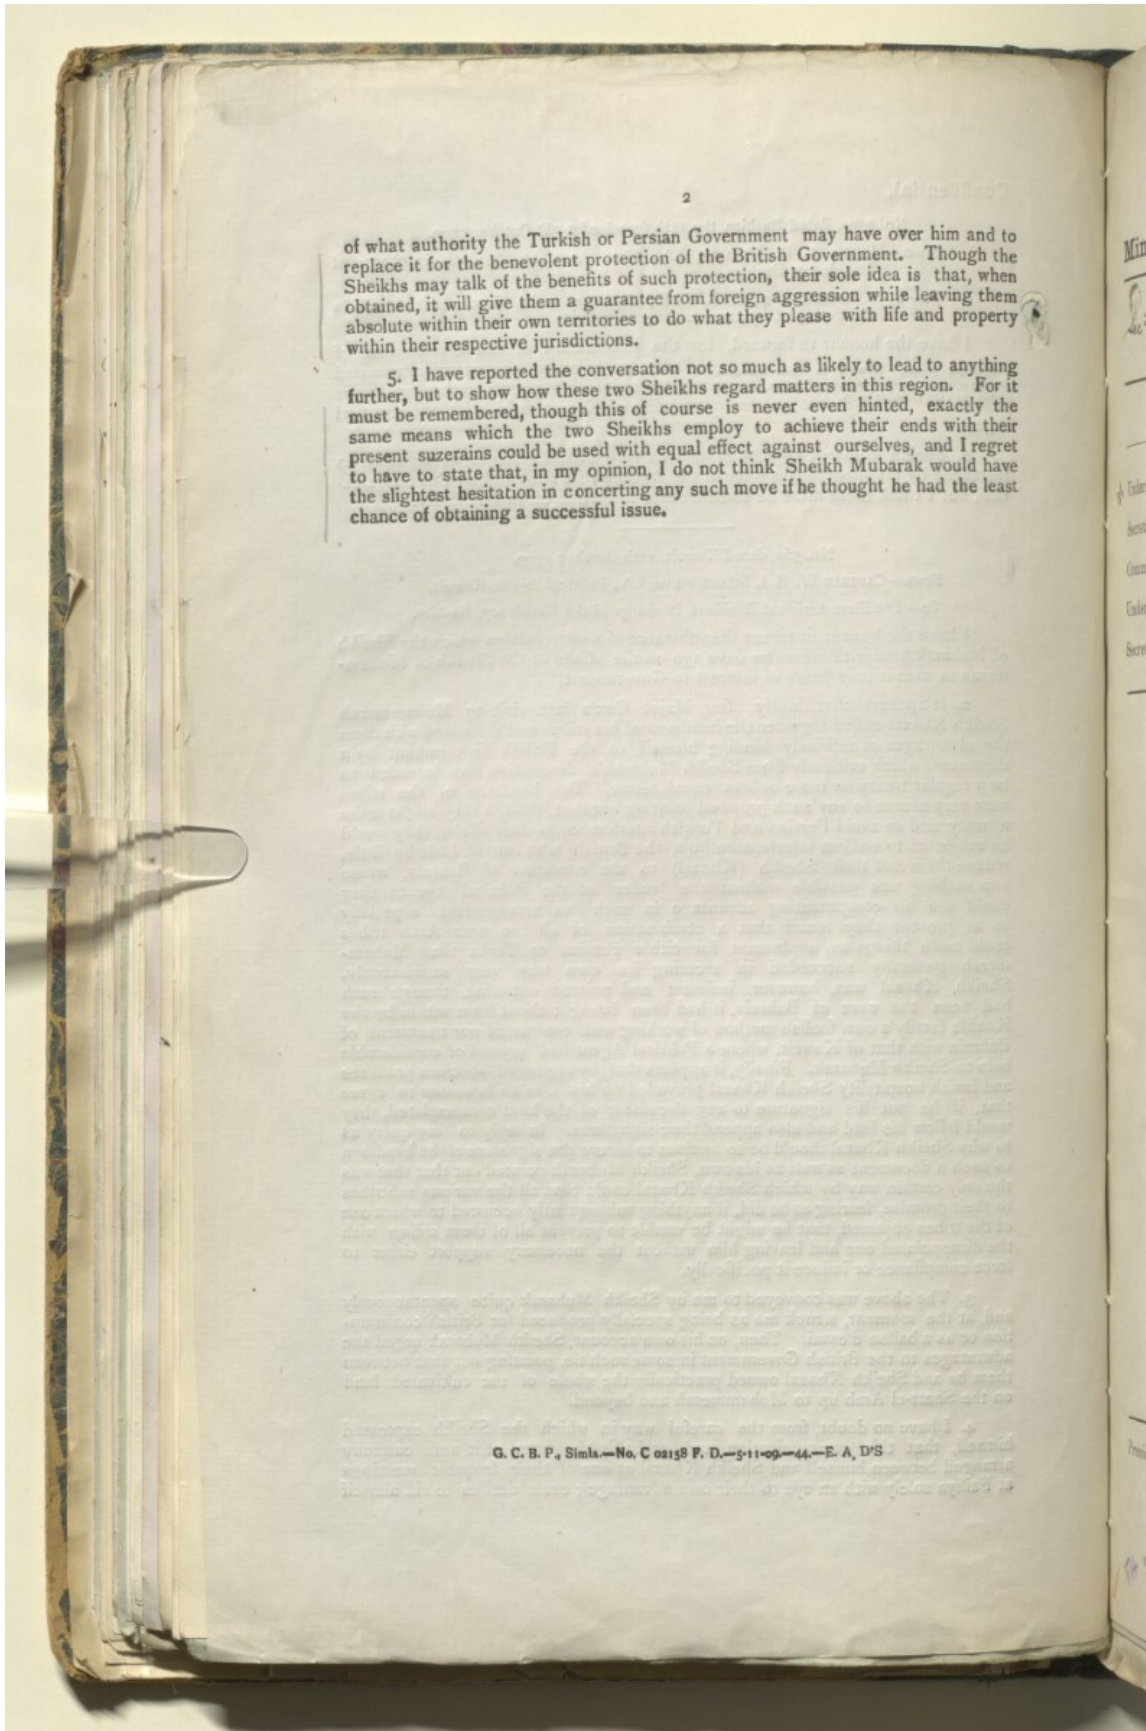 2
of what authority the Turkish or Persian Government may have over him and to
replace it for the benevolent protection of the British Government. Though the
Sheikhs may talk of the benefits of such protection, their sole idea is that, when
obtained, it will give them a guarantee from foreign aggression while leaving them
absolute within their own territories to do what they please with life and property
within their respective jurisdictions.
5. I have reported the conversation not so much as likely to lead to anything
further, but to show how these two Sheikhs regard matters in this region. For it
must be remembered, though this of course is never even hinted, exactly the
same means which the two Sheikhs employ to achieve their ends with their
present suzerains could be used with equal effect against ourselves, and I regret
to have to state that, in my opinion, I do not think Sheikh Mubarak would have
the slightest hesitation in concerting any such move if he thought he had the least
chance of obtaining a successful issue.
G. C. B. P., Simla.—No. C 02158 F. D.—5-11-09.—44.—E. A, D'S
Min
Under
Secre
Comm
Unde
Secre